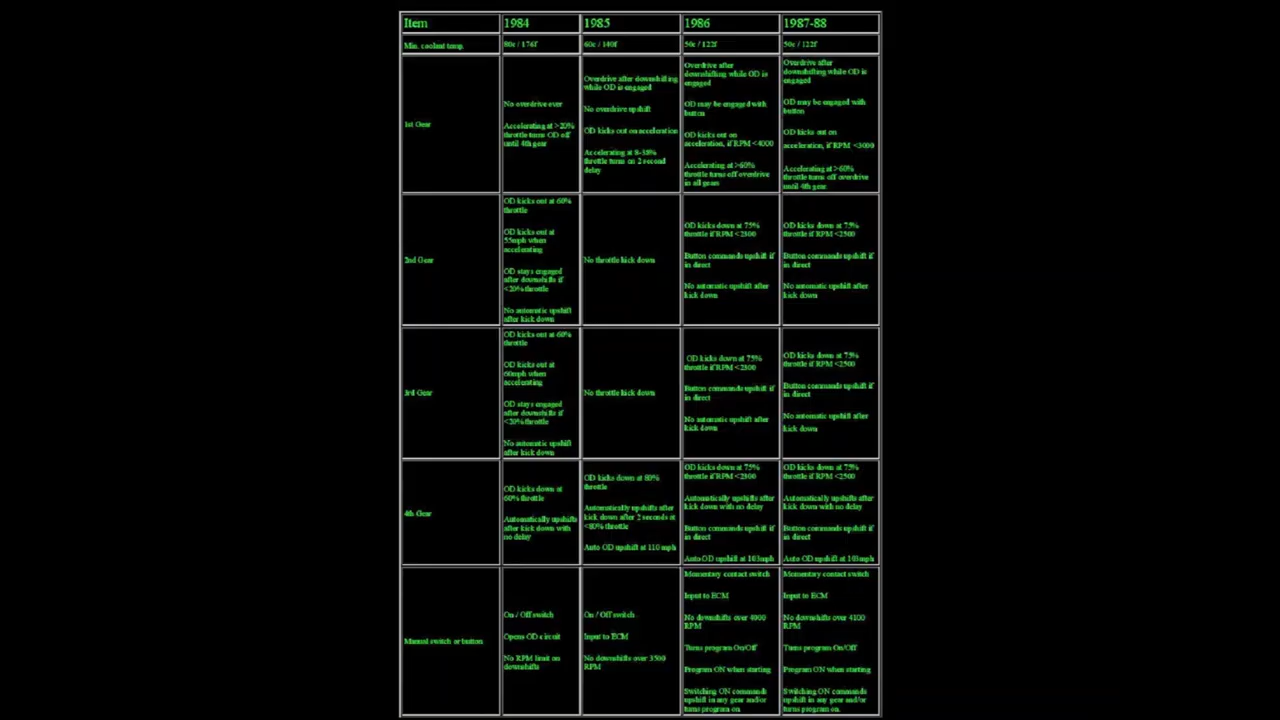 Item
1984
1985
1986
1987-88
Min. coolant temp.
80c / 176f
60c / 140f
50c / 122f
50c / 122f
1st Gear
No overdrive ever
Accelerating at >20%
throttle turns OD off
until 4th gear
Overdrive after downshifting
while OD is engaged
No overdrive upshift
OD kicks out on acceleration
Accelerating at 8-35%
throttle turns on 2 second
delay
Overdrive after
downshifting while OD is
engaged
OD may be engaged with
button
OD kicks out on
acceleration, if RPM <4000
Accelerating at >60%
throttle turns off overdrive
in all gears
Overdrive after
downshifting while OD is
engaged
OD may be engaged with
button
OD kicks out on
acceleration, if RPM <3000
Accelerating at >60%
throttle turns off overdrive
until 4th gear
2nd Gear
OD kicks out at 60%
throttle
OD kicks out at
55mph when
accelerating
OD stays engaged
after downshifts if
<20% throttle
No automatic upshift
after kick down
No throttle kick down
OD kicks down at 75%
throttle if RPM <2300
Button commands upshift if
in direct
No automatic upshift after
kick down
OD kicks down at 75%
throttle if RPM <2500
Button commands upshift if
in direct
No automatic upshift after
kick down
3rd Gear
OD kicks out at 60%
throttle
OD kicks out at
60mph when
accelerating
OD stays engaged
after downshifts if
<20% throttle
No automatic upshift
after kick down
No throttle kick down
OD kicks down at 75%
throttle if RPM <2300
Button commands upshift if
in direct
No automatic upshift after
kick down
OD kicks down at 75%
throttle if RPM <2500
Button commands upshift if
in direct
No automatic upshift after
kick down
4th Gear
OD kicks down at
60% throttle
Automatically upshifts
after kick down with
no delay
OD kicks down at 80%
throttle
Automatically upshifts after
kick down after 2 seconds at
<80% throttle
Auto OD upshift at 110 mph
OD kicks down at 75%
throttle if RPM <2300
Automatically upshifts after
kick down with no delay
Button commands upshift if
in direct
Auto OD upshift at 103mph
OD kicks down at 75%
throttle if RPM <2500
Automatically upshifts after
kick down with no delay
Button commands upshift if
in direct
Auto OD upshift at 103mph
Manual switch or button
On / Off switch
Opens OD circuit
No RPM limit on
downshifts
On / Off switch
Input to ECM
No downshifts over 3500
RPM
Momentary contact switch
Input to ECM
No downshifts over 4000
RPM
Turns program On/Off
Program ON when starting
Switching ON commands
upshift in any gear and/or
turns program on
Momentary contact switch
Input to ECM
No downshifts over 4100
RPM
Turns program On/Off
Program ON when starting
Switching ON commands
upshift in any gear and/or
turns program on.